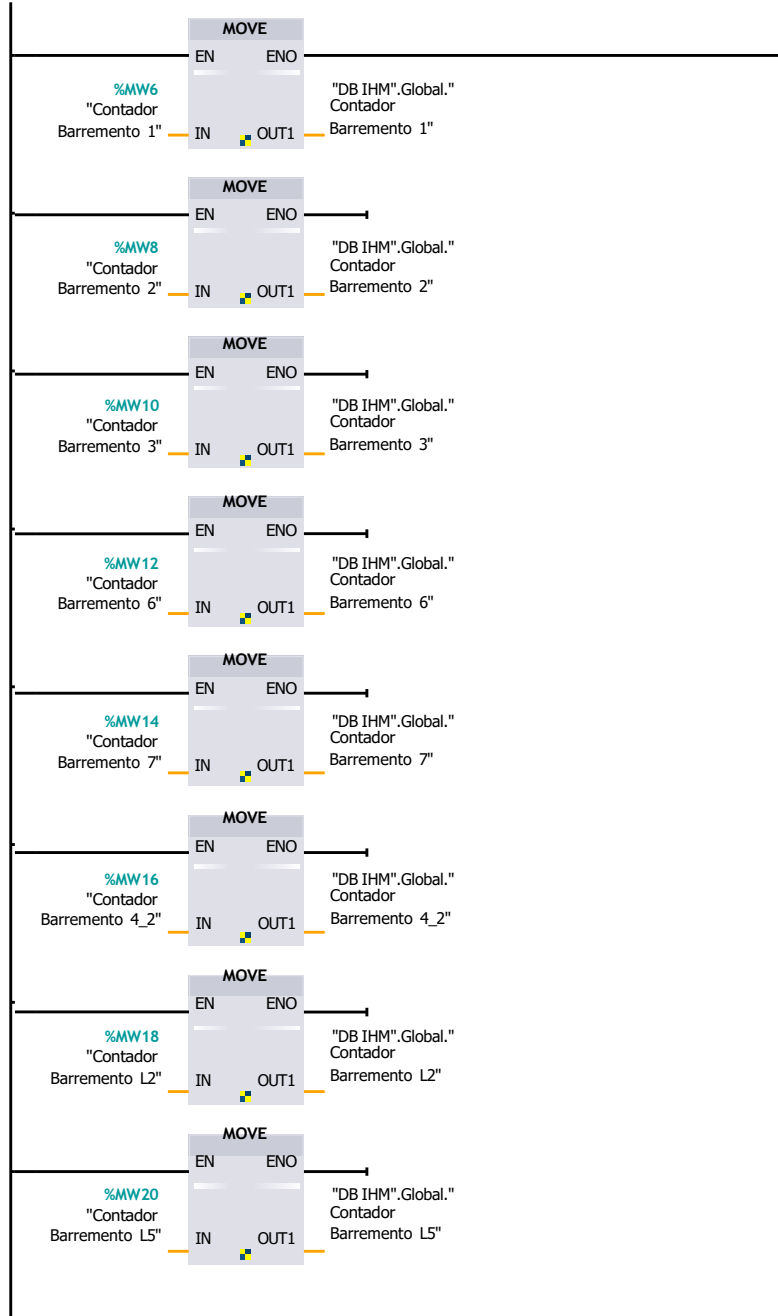 MOVE
EN ENO
%MW6
"Contador
Barremento 1"
IN OUT1
"DB IHM".Global."
Contador
Barremento 1"
MOVE
EN ENO
%MW8
"Contador
Barremento 2"
IN OUT1
"DB IHM".Global."
Contador
Barremento 2"
MOVE
EN ENO
%MW10
"Contador
Barremento 3"
IN OUT1
"DB IHM".Global."
Contador
Barremento 3"
MOVE
EN ENO
%MW12
"Contador
Barremento 6"
IN OUT1
"DB IHM".Global."
Contador
Barremento 6"
MOVE
EN ENO
%MW14
"Contador
Barremento 7"
IN OUT1
"DB IHM".Global."
Contador
Barremento 7"
MOVE
EN ENO
%MW16
"Contador
Barremento 4_2"
IN OUT1
"DB IHM".Global."
Contador
Barremento 4_2"
MOVE
EN ENO
%MW18
"Contador
Barremento L2"
IN OUT1
"DB IHM".Global."
Contador
Barremento L2"
MOVE
EN ENO
%MW20
"Contador
Barremento L5"
IN OUT1
"DB IHM".Global."
Contador
Barremento L5"